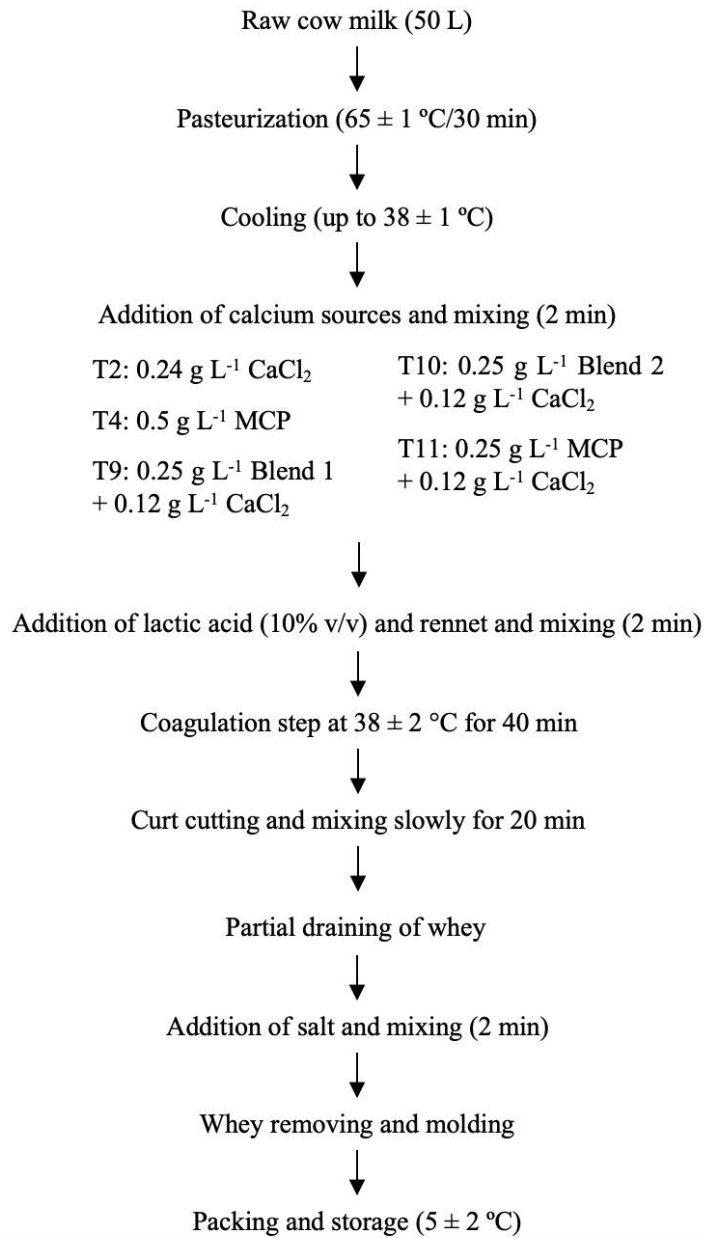 Raw cow milk (50 L)
Pasteurization (65 ± 1 ºC/30 min)
Cooling (up to 38 ± 1 ºC)
Addition of calcium sources and mixing (2 min)
T2: 0.24 g L-1 CaCl2
T4: 0.5 g L-1 MCP
T9: 0.25 g L-1 Blend 1
+ 0.12 g L-1 CaCl2
T10: 0.25 g L-1 Blend 2
+ 0.12 g L-1 CaCl2
T11: 0.25 g L-1 MCP
+ 0.12 g L-1 CaCl2
Addition of lactic acid (10% v/v) and rennet and mixing (2 min)
Coagulation step at 38 ± 2 °C for 40 min
Curt cutting and mixing slowly for 20 min
Partial draining of whey
Addition of salt and mixing (2 min)
Whey removing and molding
Packing and storage (5 ± 2 ºC)